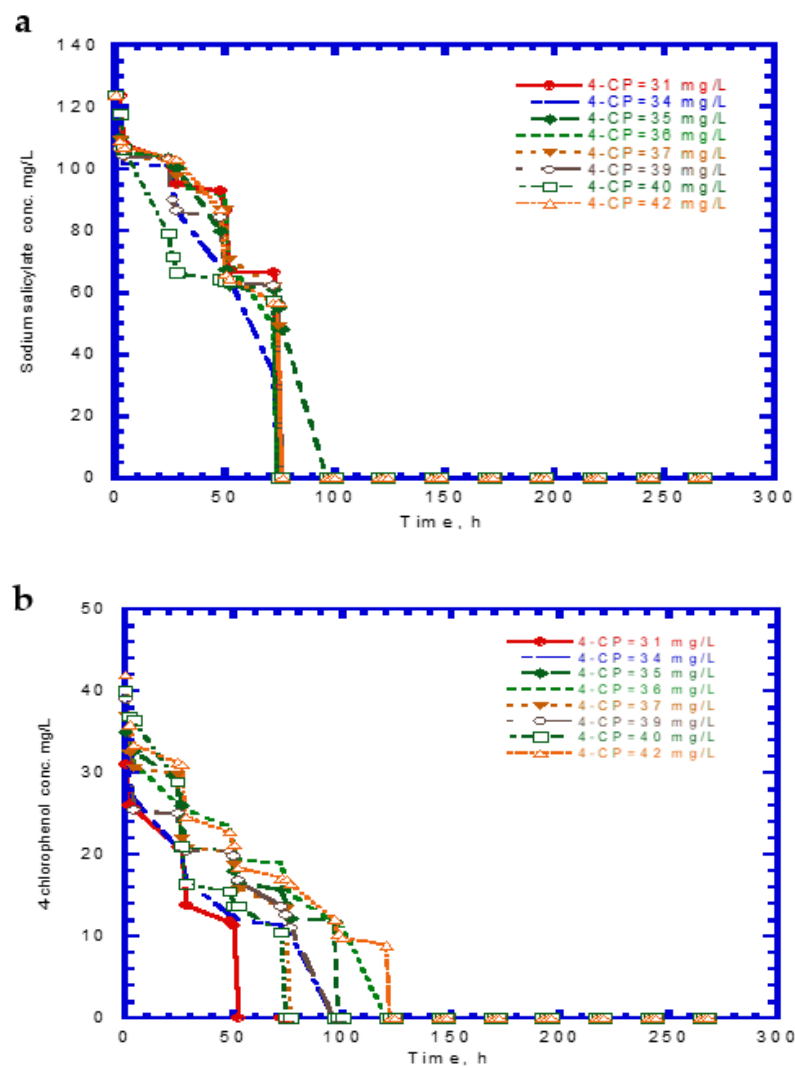 a
140
120
100
80
60
40
20
0
Sodium salicylate conc. mg/L
4-CP=31 mg/L
4-CP=34 mg/L
4-CP=35 mg/L
4-CP=36 mg/L
4-CP=37 mg/L
4-CP=39 mg/L
4-CP=40 mg/L
4-CP=42 mg/L
0 50 100 150 200 250 300
Time, h
b
50
40
30
20
10
0
4-chlorophenol conc. mg/L
4-CP=31 mg/L
4-CP=34 mg/L
4-CP=35 mg/L
4-CP=36 mg/L
4-CP=37 mg/L
4-CP=39 mg/L
4-CP=40 mg/L
4-CP=42 mg/L
0 50 100 150 200 250 300
Time, h